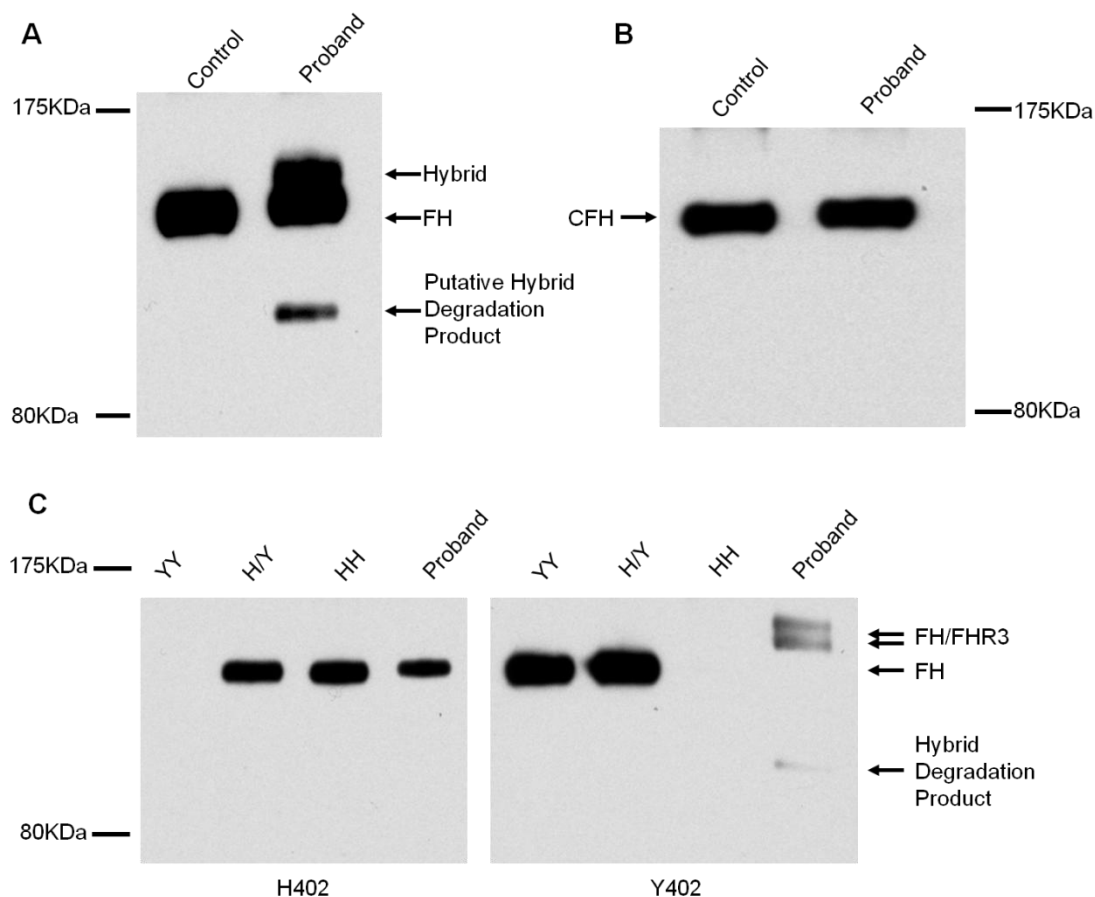 A
Control
Proband
175KDa
Hybrid
FH
Putative Hybrid
Degradation
Product
80KDa
B
Control
Proband
175KDa
CFH
80KDa
C
175KDa
YY
H/Y
HH
Proband
YY
H/Y
HH
Proband
FH/FHR3
FH
Hybrid
Degradation
Product
80KDa
H402
Y402